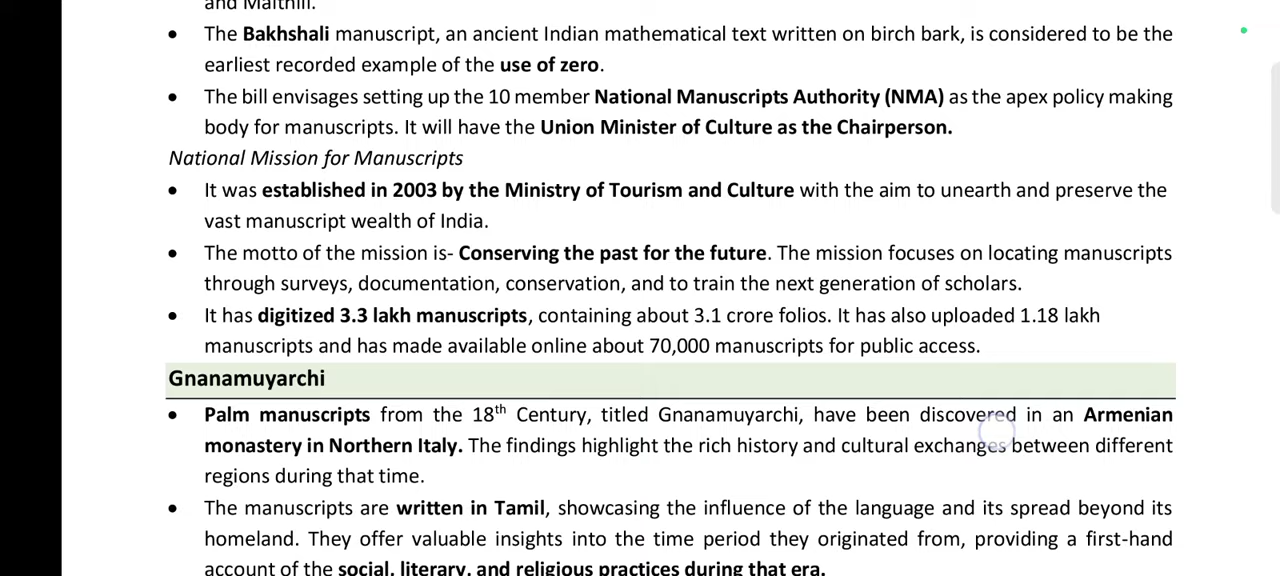 and Maithili.
• The Bakhshali manuscript, an ancient Indian mathematical text written on birch bark, is considered to be the
earliest recorded example of the use of zero.
• The bill envisages setting up the 10 member National Manuscripts Authority (NMA) as the apex policy making
body for manuscripts. It will have the Union Minister of Culture as the Chairperson.
National Mission for Manuscripts
• It was established in 2003 by the Ministry of Tourism and Culture with the aim to unearth and preserve the
vast manuscript wealth of India.
• The motto of the mission is- Conserving the past for the future. The mission focuses on locating manuscripts
through surveys, documentation, conservation, and to train the next generation of scholars.
• It has digitized 3.3 lakh manuscripts, containing about 3.1 crore folios. It has also uploaded 1.18 lakh
manuscripts and has made available online about 70,000 manuscripts for public access.
Gnanamuyarchi
• Palm manuscripts from the 18th Century, titled Gnanamuyarchi, have been discovered in an Armenian
monastery in Northern Italy. The findings highlight the rich history and cultural exchanges between different
regions during that time.
• The manuscripts are written in Tamil, showcasing the influence of the language and its spread beyond its
homeland. They offer valuable insights into the time period they originated from, providing a first-hand
account of the social, literary, and religious practices during that era.